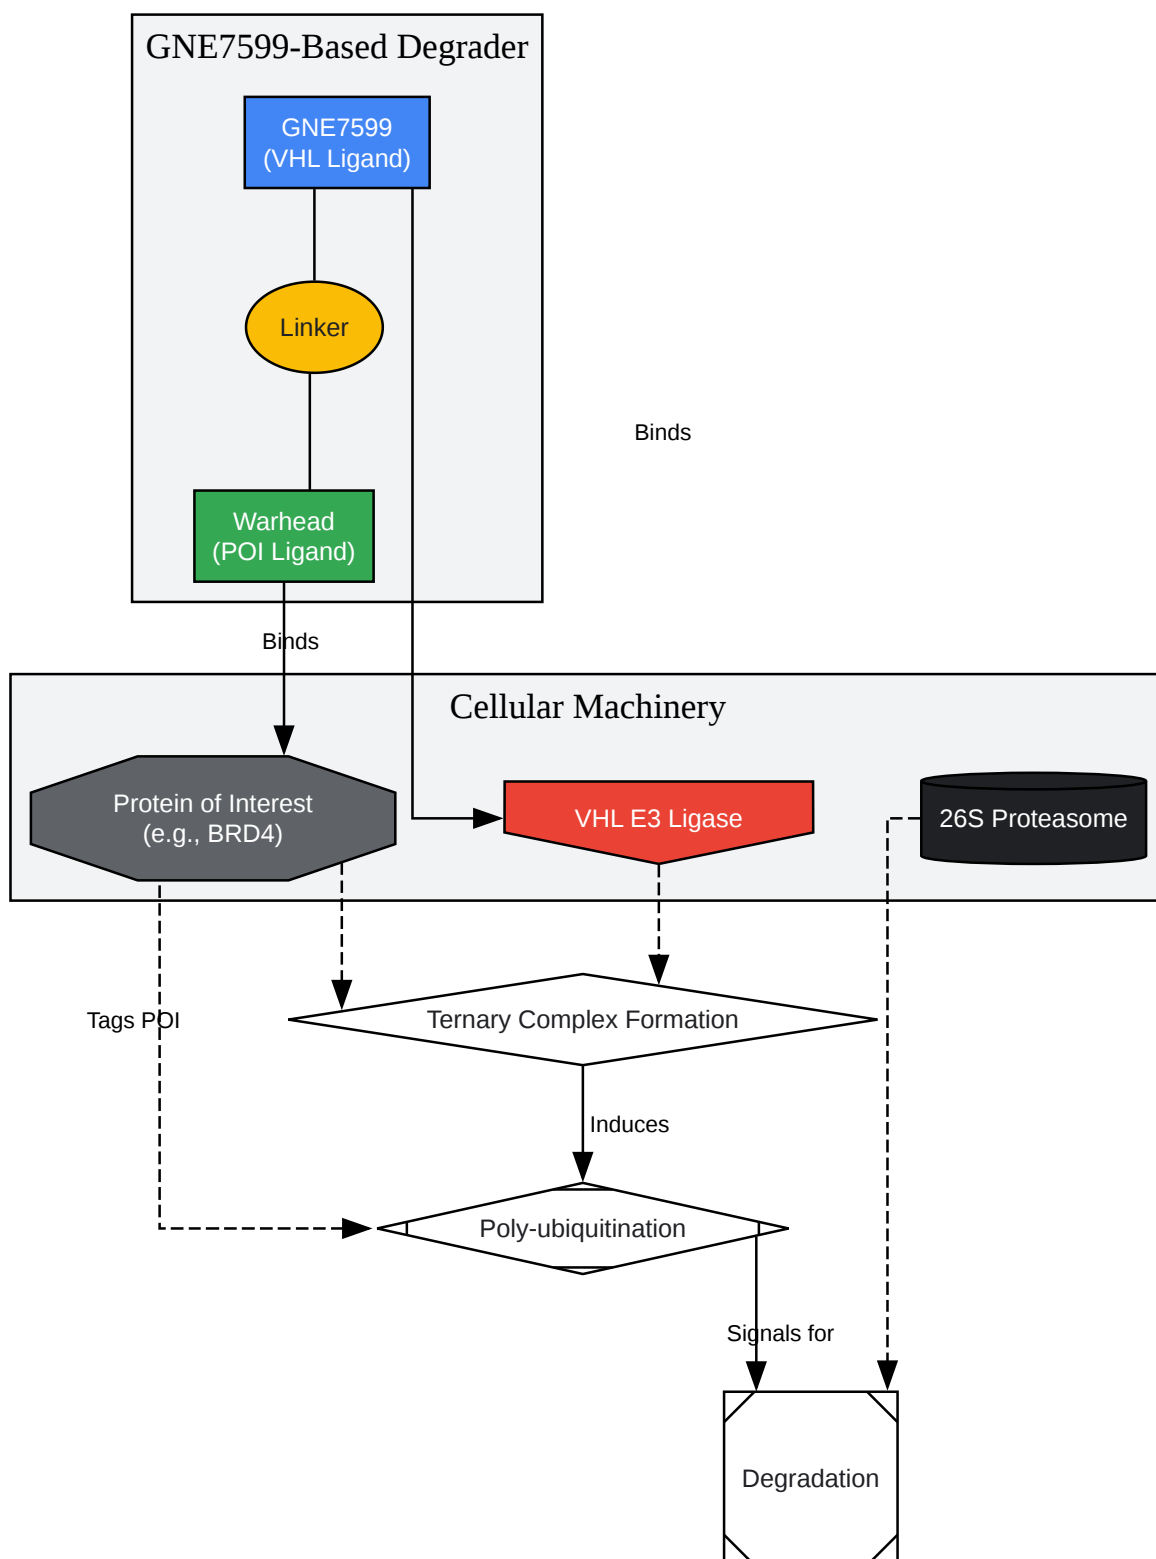 GNE7599-Based Degrader
GNE7599
(VHL Ligand)
Linker
Binds
Warhead
(POI Ligand)
Binds
Cellular Machinery
Protein of Interest
(e.g., BRD4)
VHL E3 Ligase
26S Proteasome
Tags POI
Ternary Complex Formation
Induces
Poly-ubiquitination
Signals for
Degradation